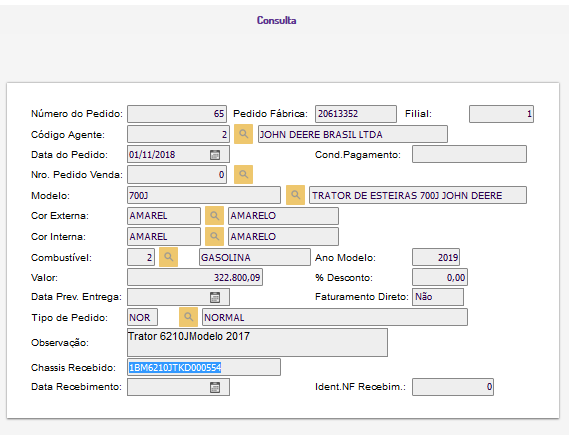 Consulta
Número do Pedido: 65 Pedido Fábrica: 20613352 Filial: 1
Código Agente: 2 JOHN DEERE BRASIL LTDA
Data do Pedido: 01/11/2018 Cond.Pagamento:
Nro. Pedido Venda: 0
Modelo: 700J TRATOR DE ESTEIRAS 700J JOHN DEERE
Cor Externa: AMAREL AMARELO
Cor Interna: AMAREL AMARELO
Combustível: 2 GASOLINA Ano Modelo: 2019
Valor: 322.800,09 % Desconto: 0,00
Data Prev. Entrega: Faturamento Direto: Não
Tipo de Pedido: NOR NORMAL
Observação: Trator 6210JModelo 2017
Chassis Recebido: 1BM6210JTKD000554
Data Recebimento: Ident.NF Recebim.: 0